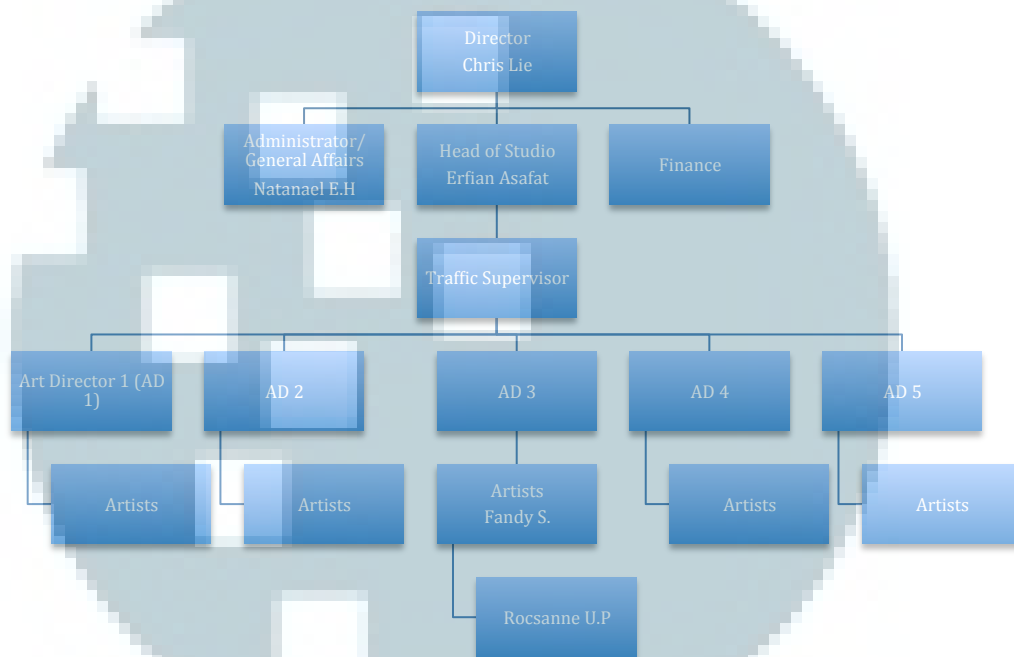 Director
Chris Lie
Administrator/
General Affairs
Natanael E.H
Head of Studio
Erfian Asafat
Finance
Traffic Supervisor
Art Director 1 (AD
1)
AD 2
AD 3
AD 4
AD 5
Artists
Artists
Artists
Fandy S.
Artists
Artists
Rocsanne U.P